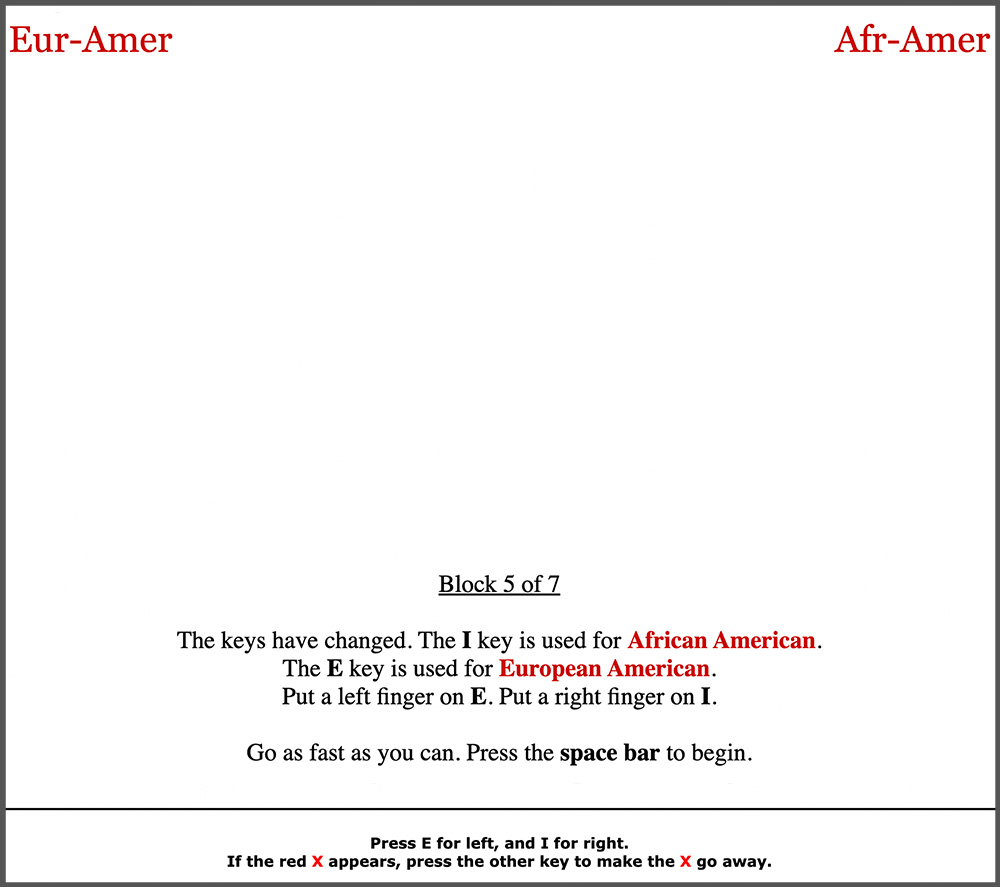 Eur-Amer
Afr-Amer
Block 5 of 7
The keys have changed. The I key is used for African American.
The E key is used for European American.
Put a left finger on E. Put a right finger on I.
Go as fast as you can. Press the space bar to begin.
Press E for left, and I for right.
If the red X appears, press the other key to make the X go away.